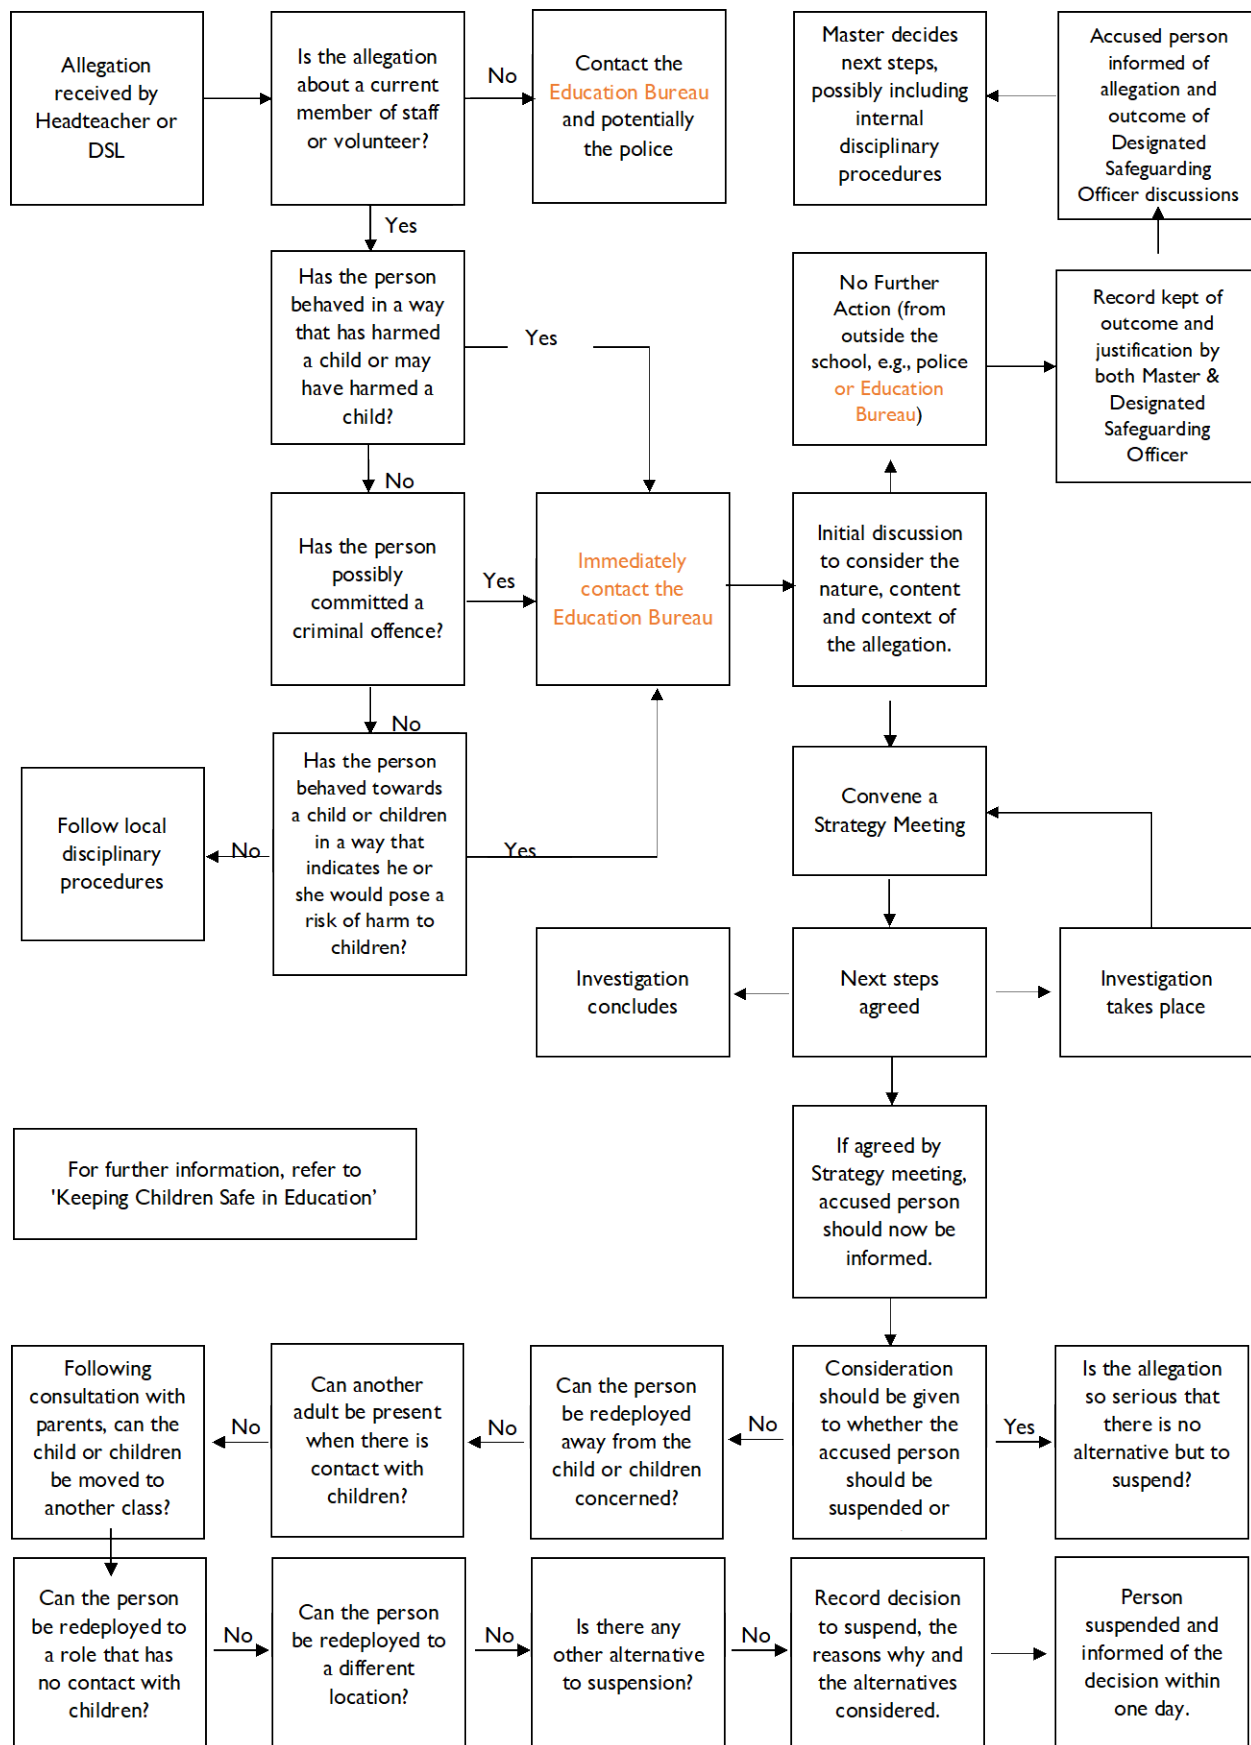 Allegation
received by
Headteacher or
DSL
Is the allegation
about a current
member of staff
or volunteer?
No
Contact the
Education Bureau
and potentially
the police
Master decides
next steps,
possibly including
internal
disciplinary
procedures
Accused person
informed of
allegation and
outcome of
Designated
Safeguarding
Officer discussions
Yes
Has the person
behaved in a way
that has harmed
a child or may
have harmed a
child?
Yes
No Further
Action (from
outside the
school, e.g., police
or Education
Bureau)
Record kept of
outcome and
justification by
both Master &
Designated
Safeguarding
Officer
No
Has the person
possibly
committed a
criminal offence?
Yes
Immediately
contact the
Education Bureau
Initial discussion
to consider the
nature, content
and context of
the allegation.
No
Follow local
disciplinary
procedures
No
Has the person
behaved towards
a child or children
in a way that
indicates he or
she would pose a
risk of harm to
children?
Yes
Convene a
Strategy Meeting
Investigation
concludes
Next steps
agreed
Investigation
takes place
For further information, refer to
'Keeping Children Safe in Education’
If agreed by
Strategy meeting,
accused person
should now be
informed.
Following
consultation with
parents, can the
child or children
be moved to
another class?
No
Can another
adult be present
when there is
contact with
children?
No
Can the person
be redeployed
away from the
child or children
concerned?
No
Consideration
should be given
to whether the
accused person
should be
suspended or
Yes
Is the allegation
so serious that
there is no
alternative but to
suspend?
Can the person
be redeployed to
a role that has
no contact with
children?
No
Can the person
be redeployed to
a different
location?
No
Is there any
other alternative
to suspension?
No
Record decision
to suspend, the
reasons why and
the alternatives
considered.
Person
suspended and
informed of the
decision within
one day.